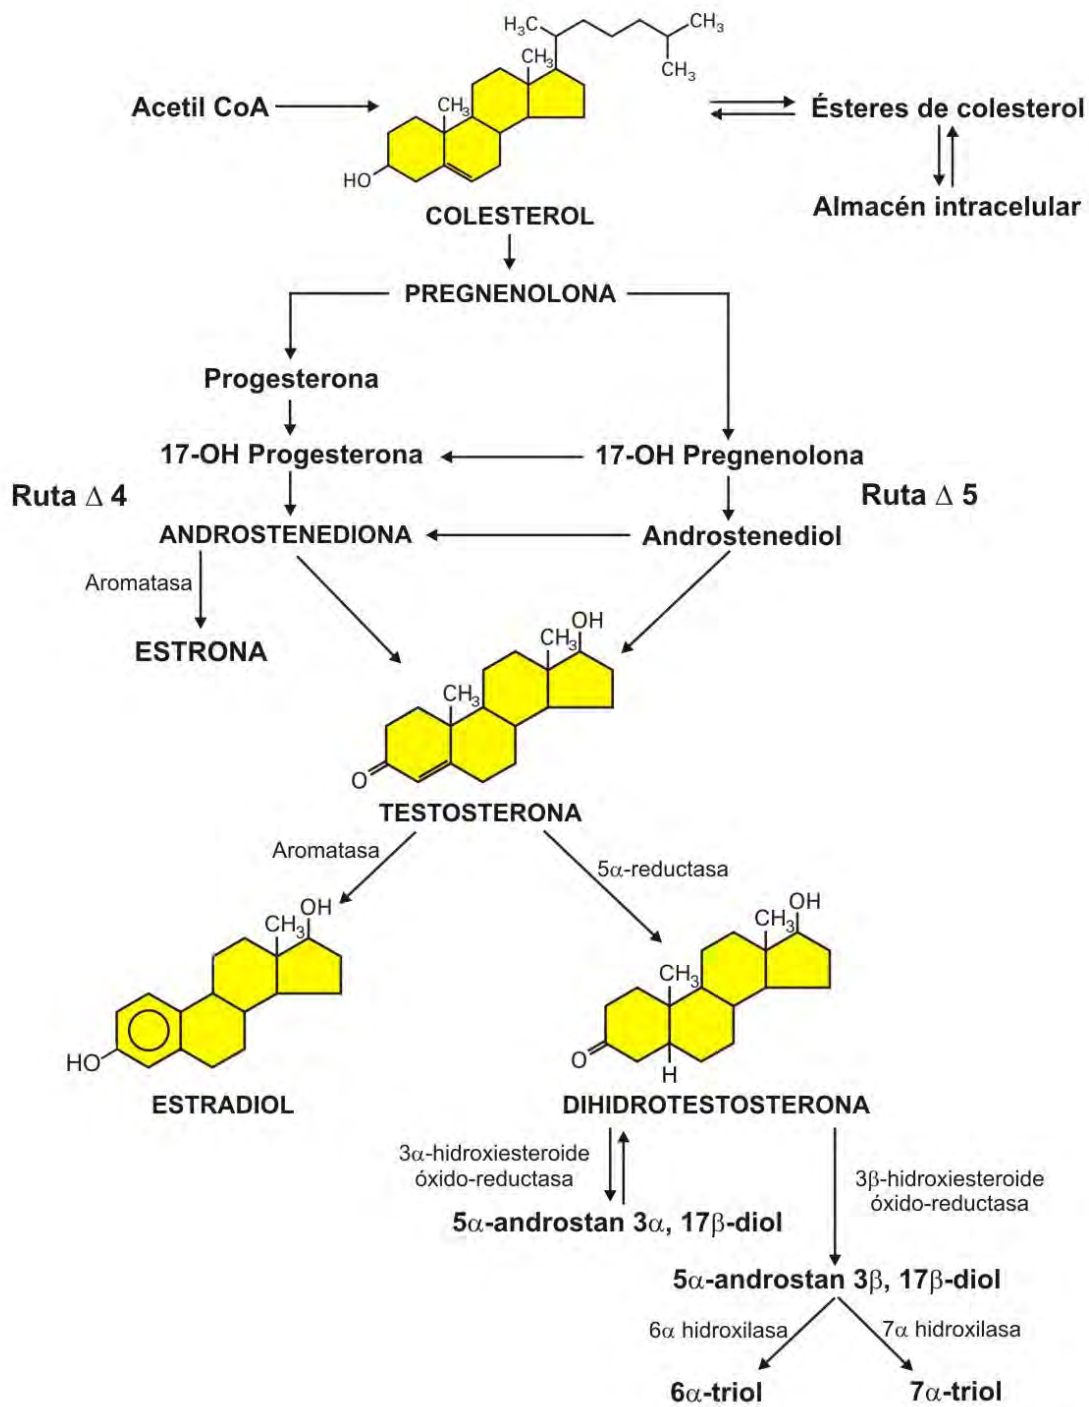 H₃C
CH₃
CH₃
CH₃
CH₃
Acetil CoA
HO
Ésteres de colesterol
Almacén intracelular
COLESTEROL
PREGNENOLONA
Progesterona
17-OH Progesterona
17-OH Pregnenolona
Ruta Δ 4
Ruta Δ 5
ANDROSTENEDIONA
Androstenediol
Aromatasa
ESTRONA
OH
CH₃
CH₃
O
TESTOSTERONA
Aromatasa
5α-reductasa
OH
CH₃
HO
ESTRADIOL
OH
CH₃
CH₃
O
H
DIHIDROTESTOSTERONA
3α-hidroxiesteroide
óxido-reductasa
3β-hidroxiesteroide
óxido-reductasa
5α-androstan 3α, 17β-diol
5α-androstan 3β, 17β-diol
6α hidroxilasa
7α hidroxilasa
6α-triol
7α-triol